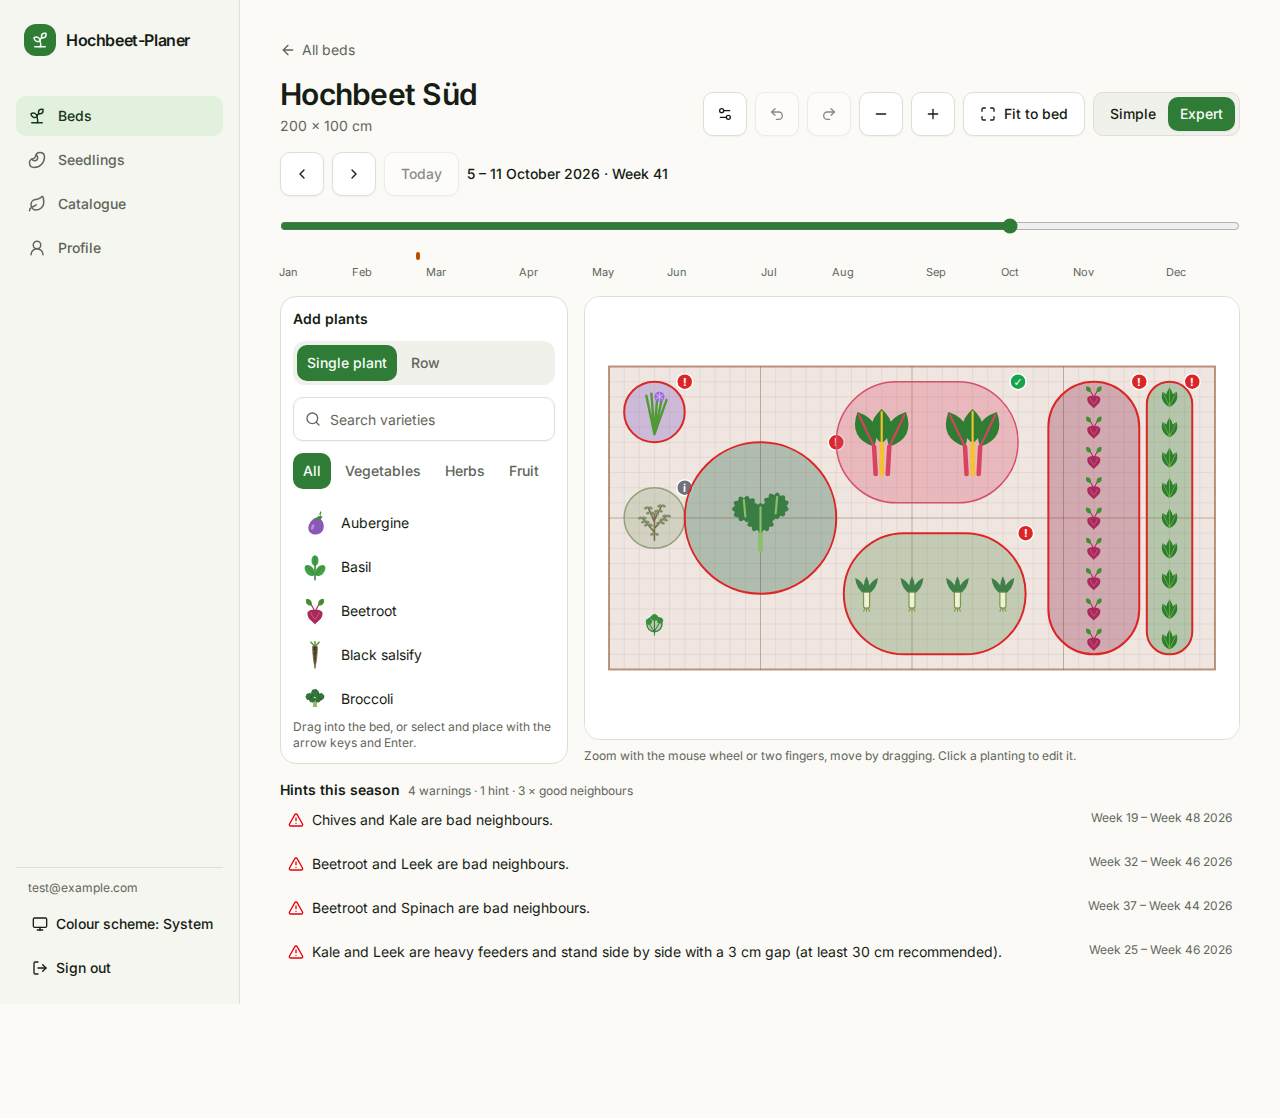 Hochbeet-Planer
Beds
Seedlings
Catalogue
Profile
test@example.com
Colour scheme: System
Sign out
All beds
Hochbeet Süd
200 × 100 cm
Fit to bed
Simple
Expert
Today
5 – 11 October 2026 · Week 41
Jan Feb Mar Apr May Jun Jul Aug Sep Oct Nov Dec
Add plants
Single plant
Row
Search varieties
All
Vegetables
Herbs
Fruit
Aubergine
Basil
Beetroot
Black salsify
Broccoli
Drag into the bed, or select and place with the
arrow keys and Enter.
Zoom with the mouse wheel or two fingers, move by dragging. Click a planting to edit it.
Hints this season 4 warnings · 1 hint · 3 × good neighbours
Chives and Kale are bad neighbours. Week 19 – Week 48 2026
Beetroot and Leek are bad neighbours. Week 32 – Week 46 2026
Beetroot and Spinach are bad neighbours. Week 37 – Week 44 2026
Kale and Leek are heavy feeders and stand side by side with a 3 cm gap (at least 30 cm recommended). Week 25 – Week 46 2026